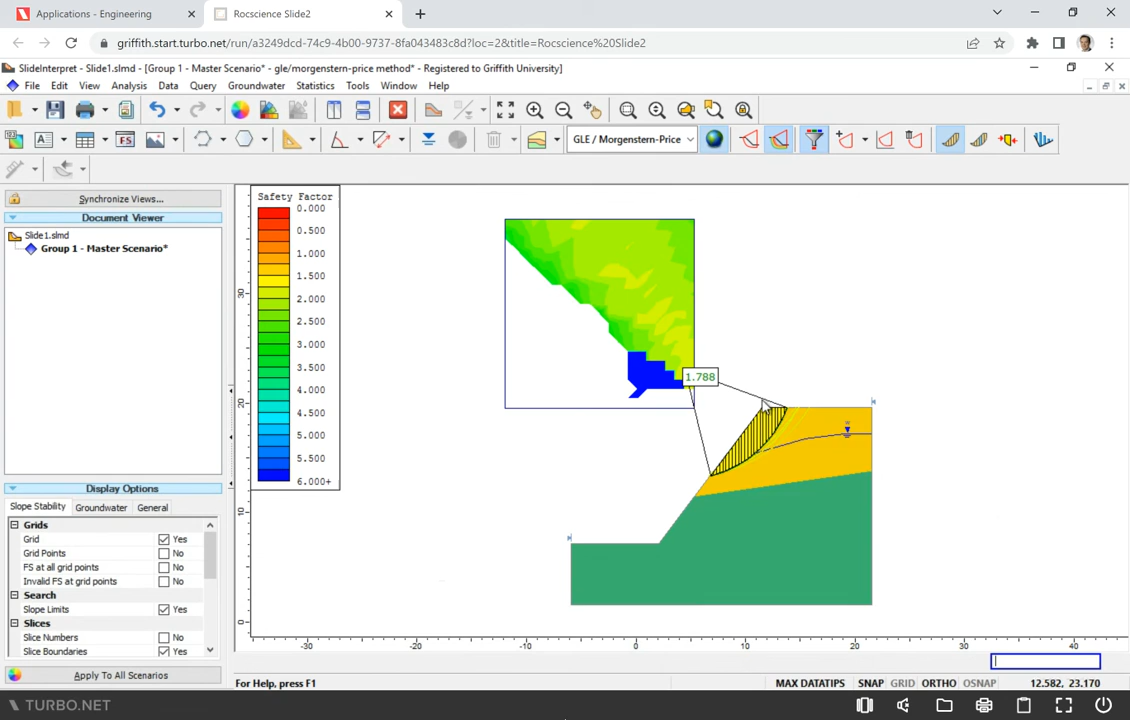 Applications - Engineering
Rocscience Slide2
griffith.start.turbo.net/run/a3249dcd-74c9-4b00-9737-8fa043483c8d?loc=2&title=Rocscience%20Slide2
SlideInterpret - Slide1.slmd - [Group 1 - Master Scenario* - gle/morgenstern-price method* - Registered to Griffith University]
File Edit View Analysis Data Query Groundwater Statistics Tools Window Help
GLE / Morgenstern-Price
Synchronize Views...
Document Viewer
Slide1.slmd
Group 1 - Master Scenario*
Display Options
Slope Stability Groundwater General
Grids
Grid Yes
Grid Points No
FS at all grid points No
Invalid FS at grid points No
Search
Slope Limits Yes
Slices
Slice Numbers No
Slice Boundaries Yes
Apply To All Scenarios
Safety Factor
0.000
0.500
1.000
1.500
2.000
2.500
3.000
3.500
4.000
4.500
5.000
5.500
6.000+
1.788
30
20
10
0
-30 -20 -10 0 10 20 30 40
For Help, press F1
MAX DATATIPS SNAP GRID ORTHO OSNAP 12.582, 23.170
TURBO.NET